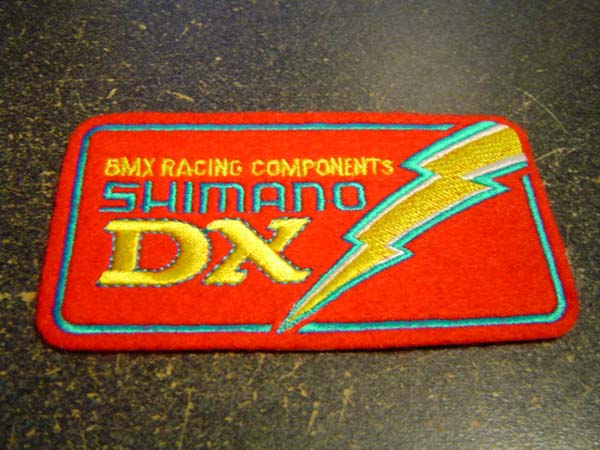 BMX RACING COMPONENTS
SHIMANO
DX